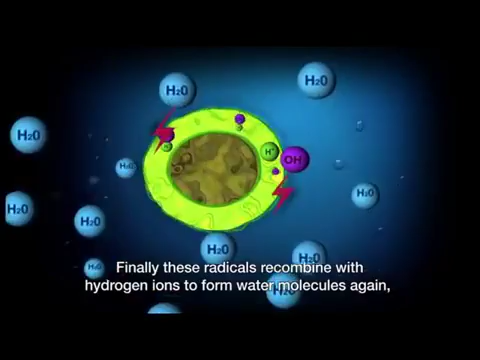 H2O
H2O
H2O
H2O
H+
OH
H2O
H2O
H2O
H2O
H2O
H2O
Finally these radicals recombine with
H2O
hydrogen ions to form water molecules again,